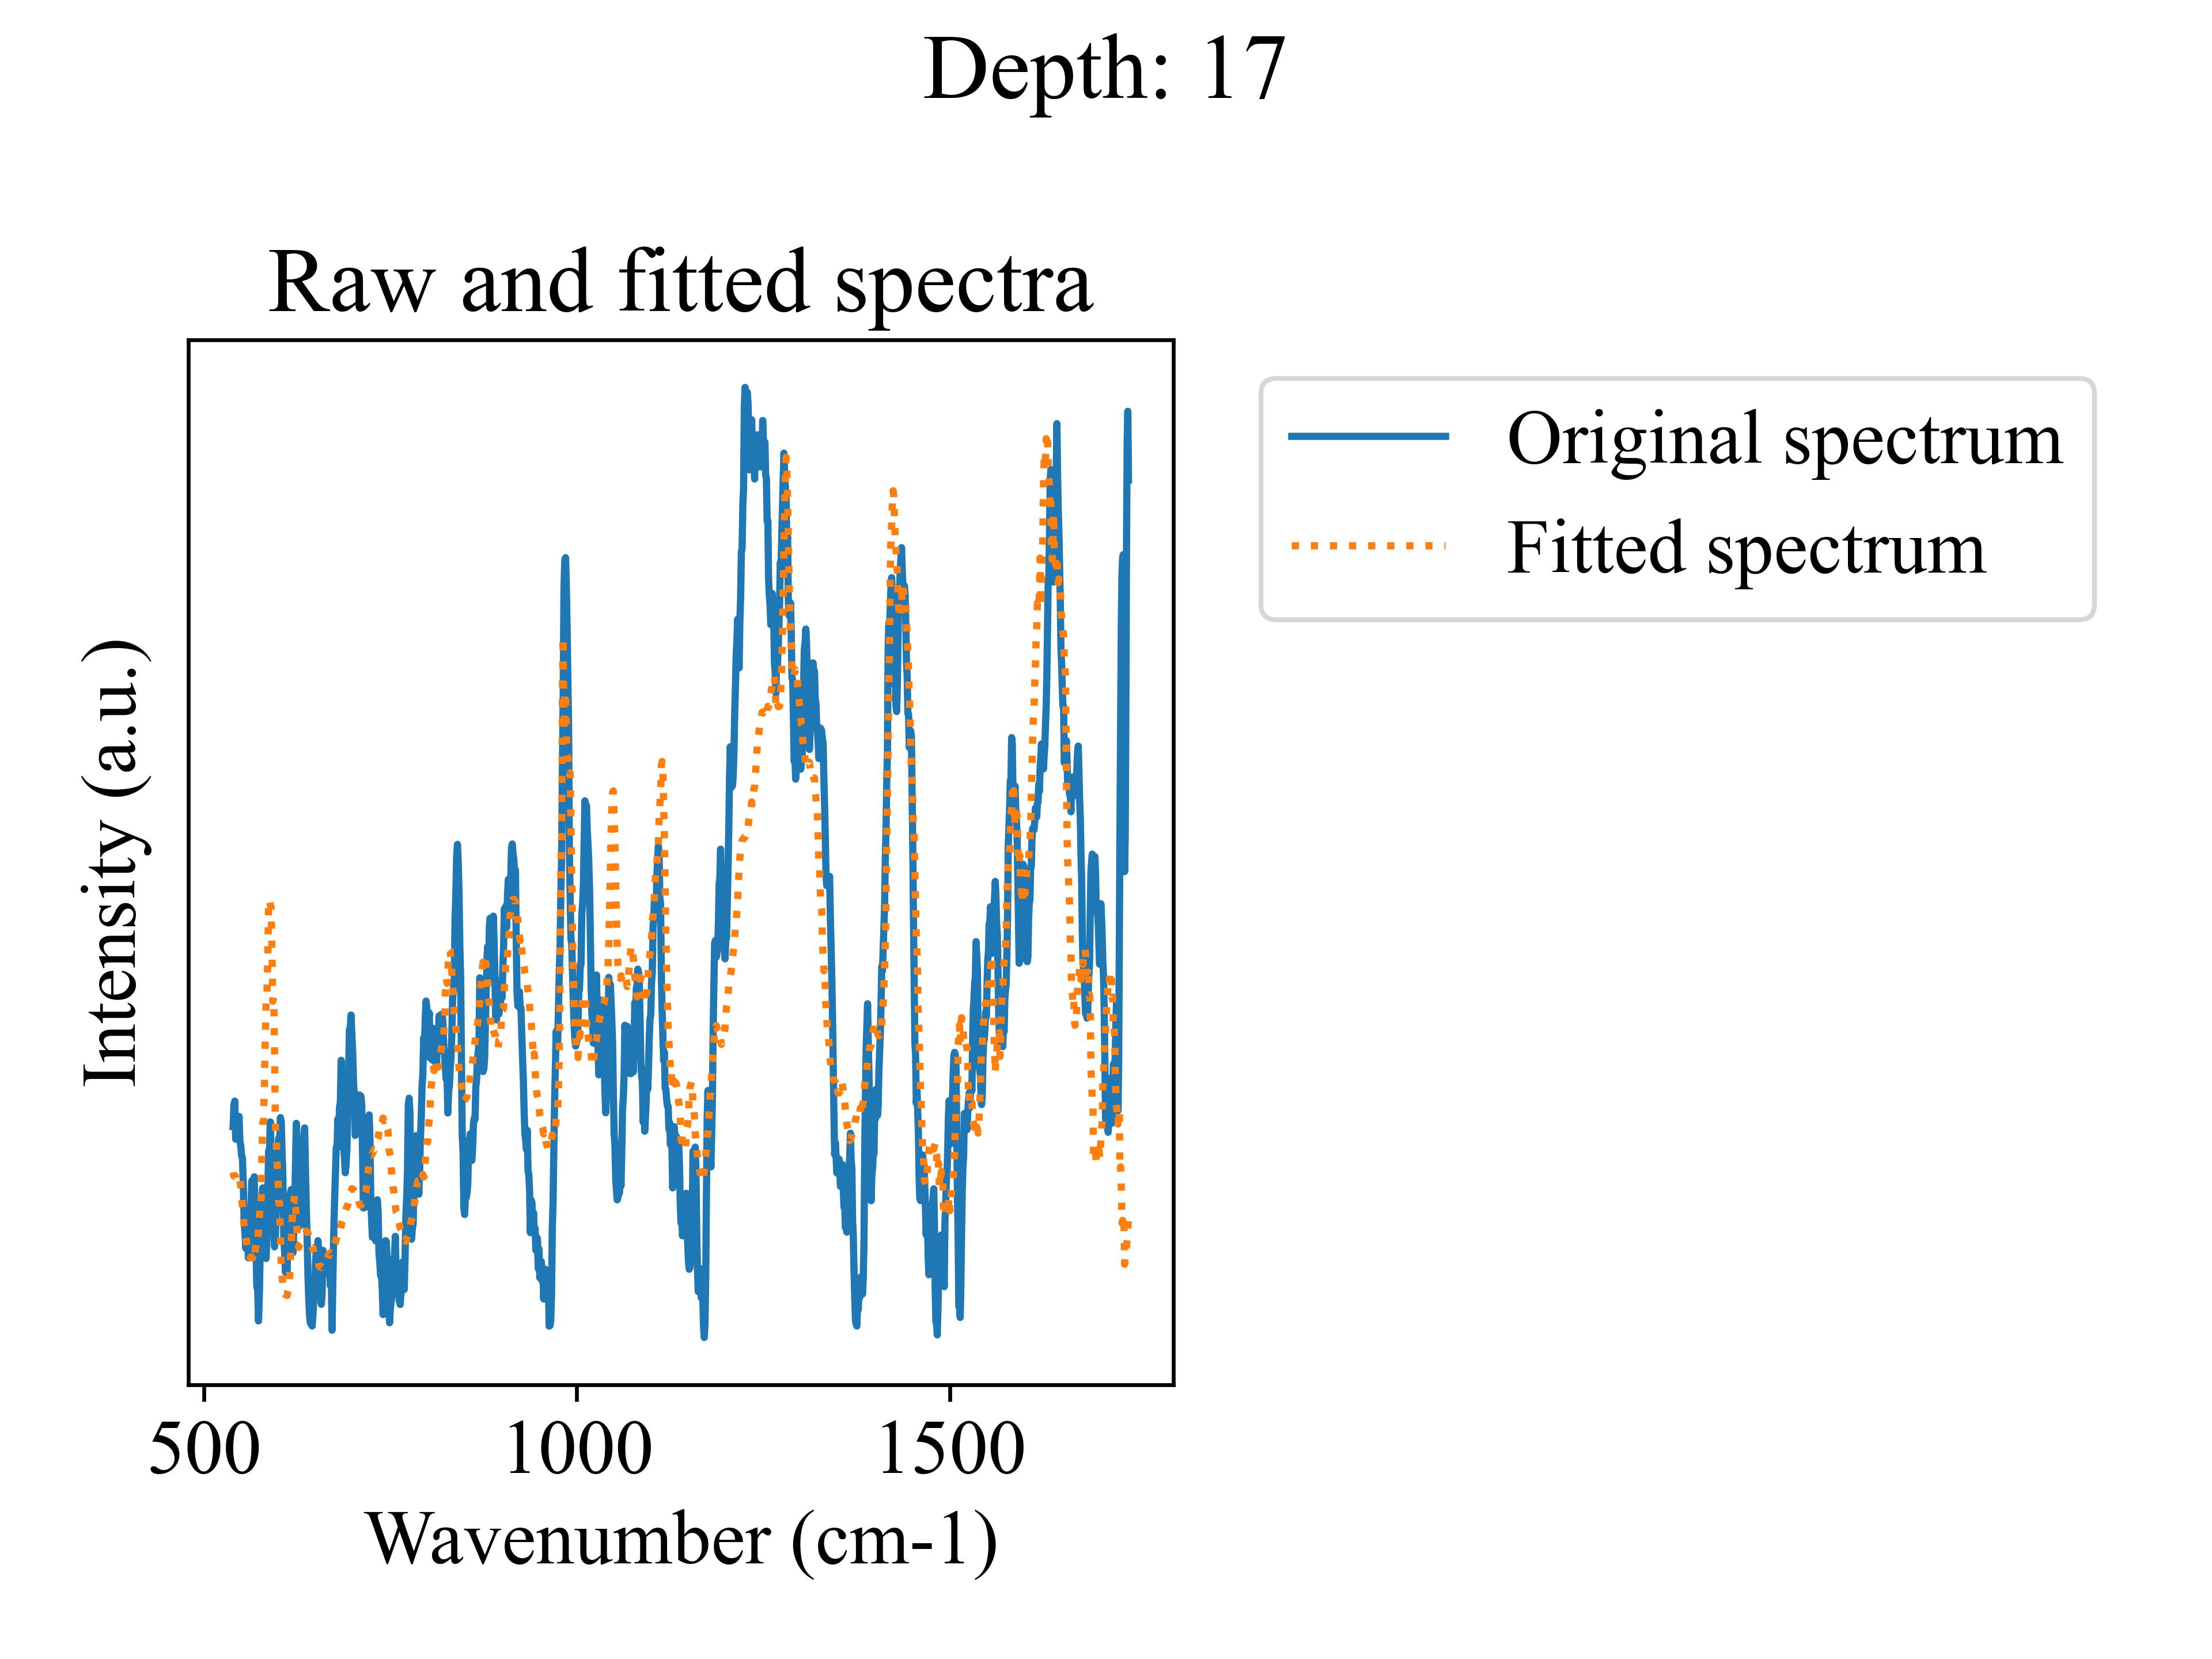 Depth: 17
Raw and fitted spectra
Original spectrum
Fitted spectrum
Intensity (a.u.)
500 1000 1500
Wavenumber (cm-1)